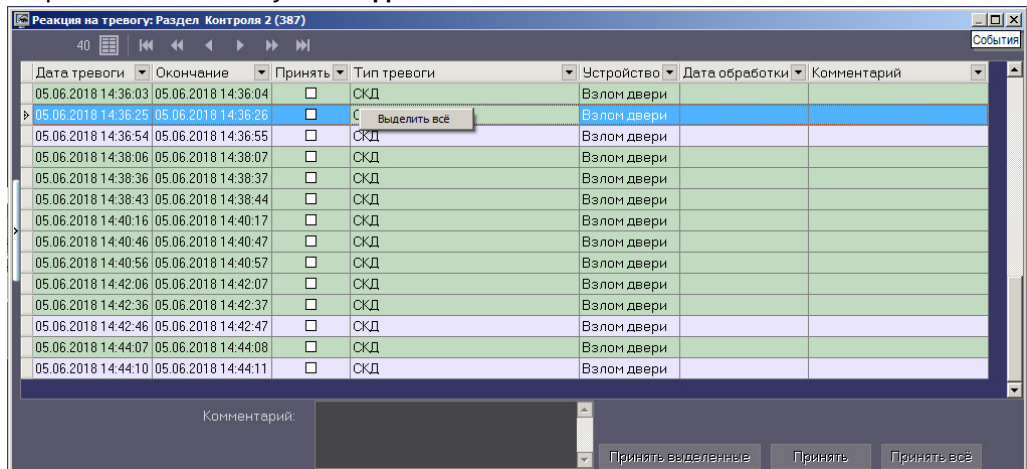 Реакция на тревогу: Раздел Контроля 2 (387)
40
События
Дата тревоги Окончание Принять Тип тревоги Устройство Дата обработки Комментарий
05.06.2018 14:36:03 05.06.2018 14:36:04 СКД Взлом двери
05.06.2018 14:36:25 05.06.2018 14:36:26 С Выделить всё Взлом двери
05.06.2018 14:36:54 05.06.2018 14:36:55 СКД Взлом двери
05.06.2018 14:38:06 05.06.2018 14:38:07 СКД Взлом двери
05.06.2018 14:38:36 05.06.2018 14:38:37 СКД Взлом двери
05.06.2018 14:38:43 05.06.2018 14:38:44 СКД Взлом двери
05.06.2018 14:40:16 05.06.2018 14:40:17 СКД Взлом двери
05.06.2018 14:40:46 05.06.2018 14:40:47 СКД Взлом двери
05.06.2018 14:40:56 05.06.2018 14:40:57 СКД Взлом двери
05.06.2018 14:42:06 05.06.2018 14:42:07 СКД Взлом двери
05.06.2018 14:42:36 05.06.2018 14:42:37 СКД Взлом двери
05.06.2018 14:42:46 05.06.2018 14:42:47 СКД Взлом двери
05.06.2018 14:44:07 05.06.2018 14:44:08 СКД Взлом двери
05.06.2018 14:44:10 05.06.2018 14:44:11 СКД Взлом двери
Комментарий:
Принять выделенные Принять Принять всё